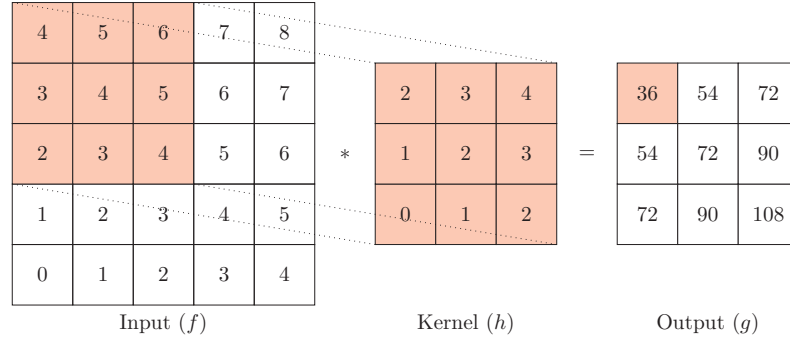 4 5 6 7 8
3 4 5 6 7
2 3 4 5 6
1 2 3 4 5
0 1 2 3 4
Input (f)
*
2 3 4
1 2 3
0 1 2
Kernel (h)
=
36 54 72
54 72 90
72 90 108
Output (g)